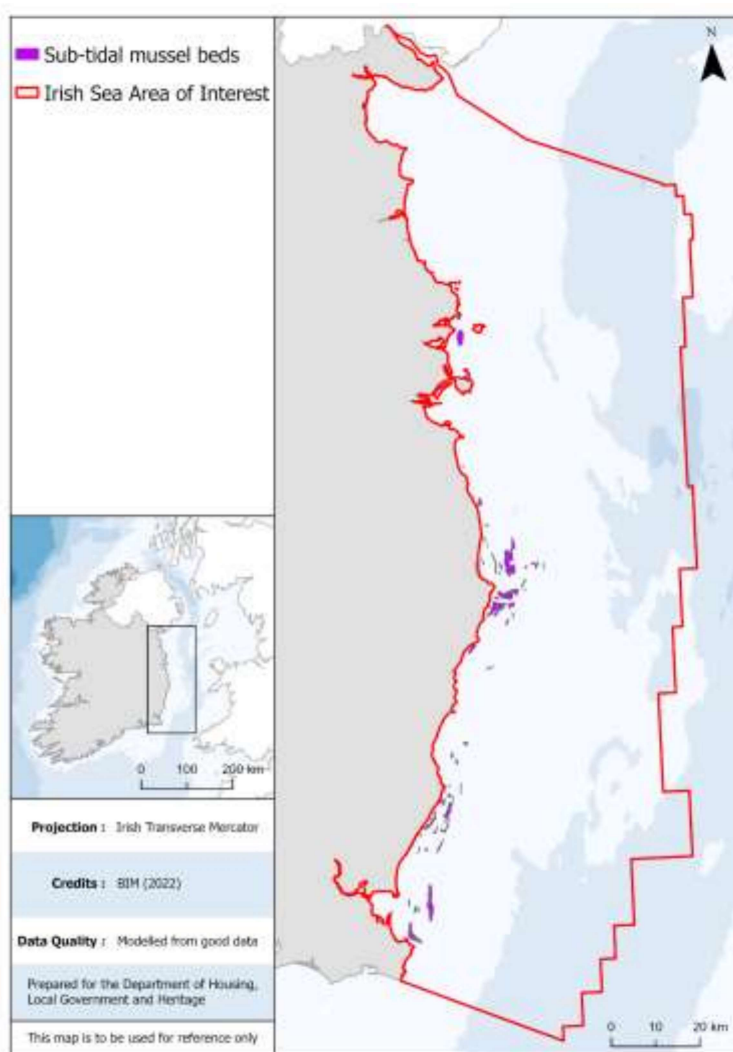 Sub-tidal mussel beds
Irish Sea Area of Interest
N
0 100 200 km
Projection : Irish Transverse Mercator
Credits : BIM (2022)
Data Quality : Modelled from good data
Prepared for the Department of Housing,
Local Government and Heritage
This map is to be used for reference only
0 10 20 km